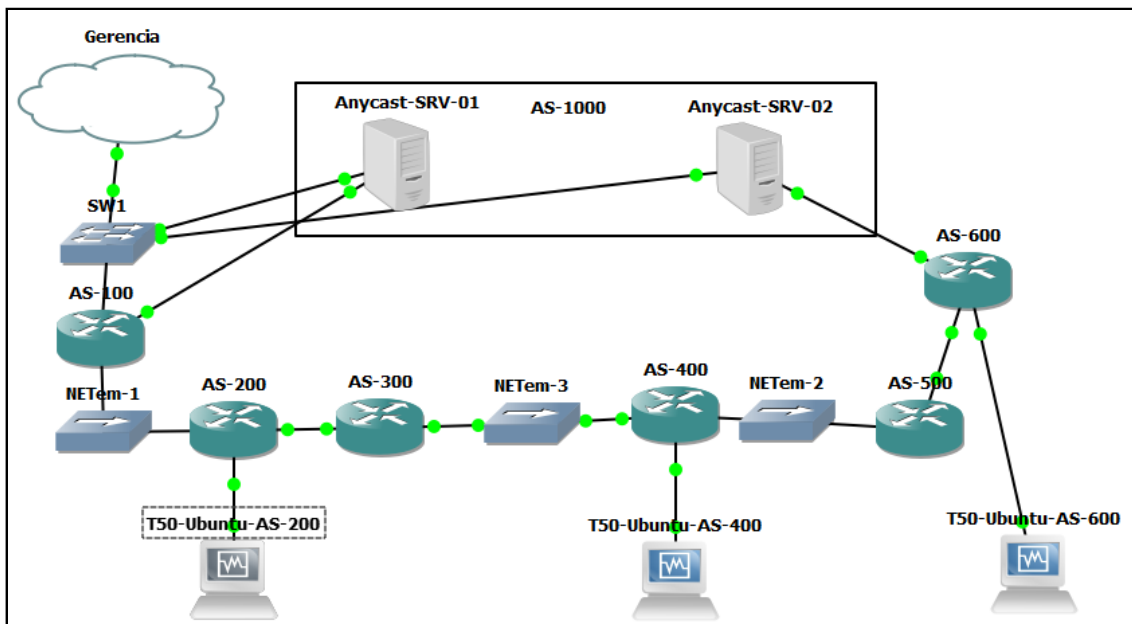 Gerencia
Anycast-SRV-01
AS-1000
Anycast-SRV-02
SW1
AS-600
AS-100
NETem-1
AS-200
AS-300
NETem-3
AS-400
NETem-2
AS-500
T50-Ubuntu-AS-200
T50-Ubuntu-AS-400
T50-Ubuntu-AS-600